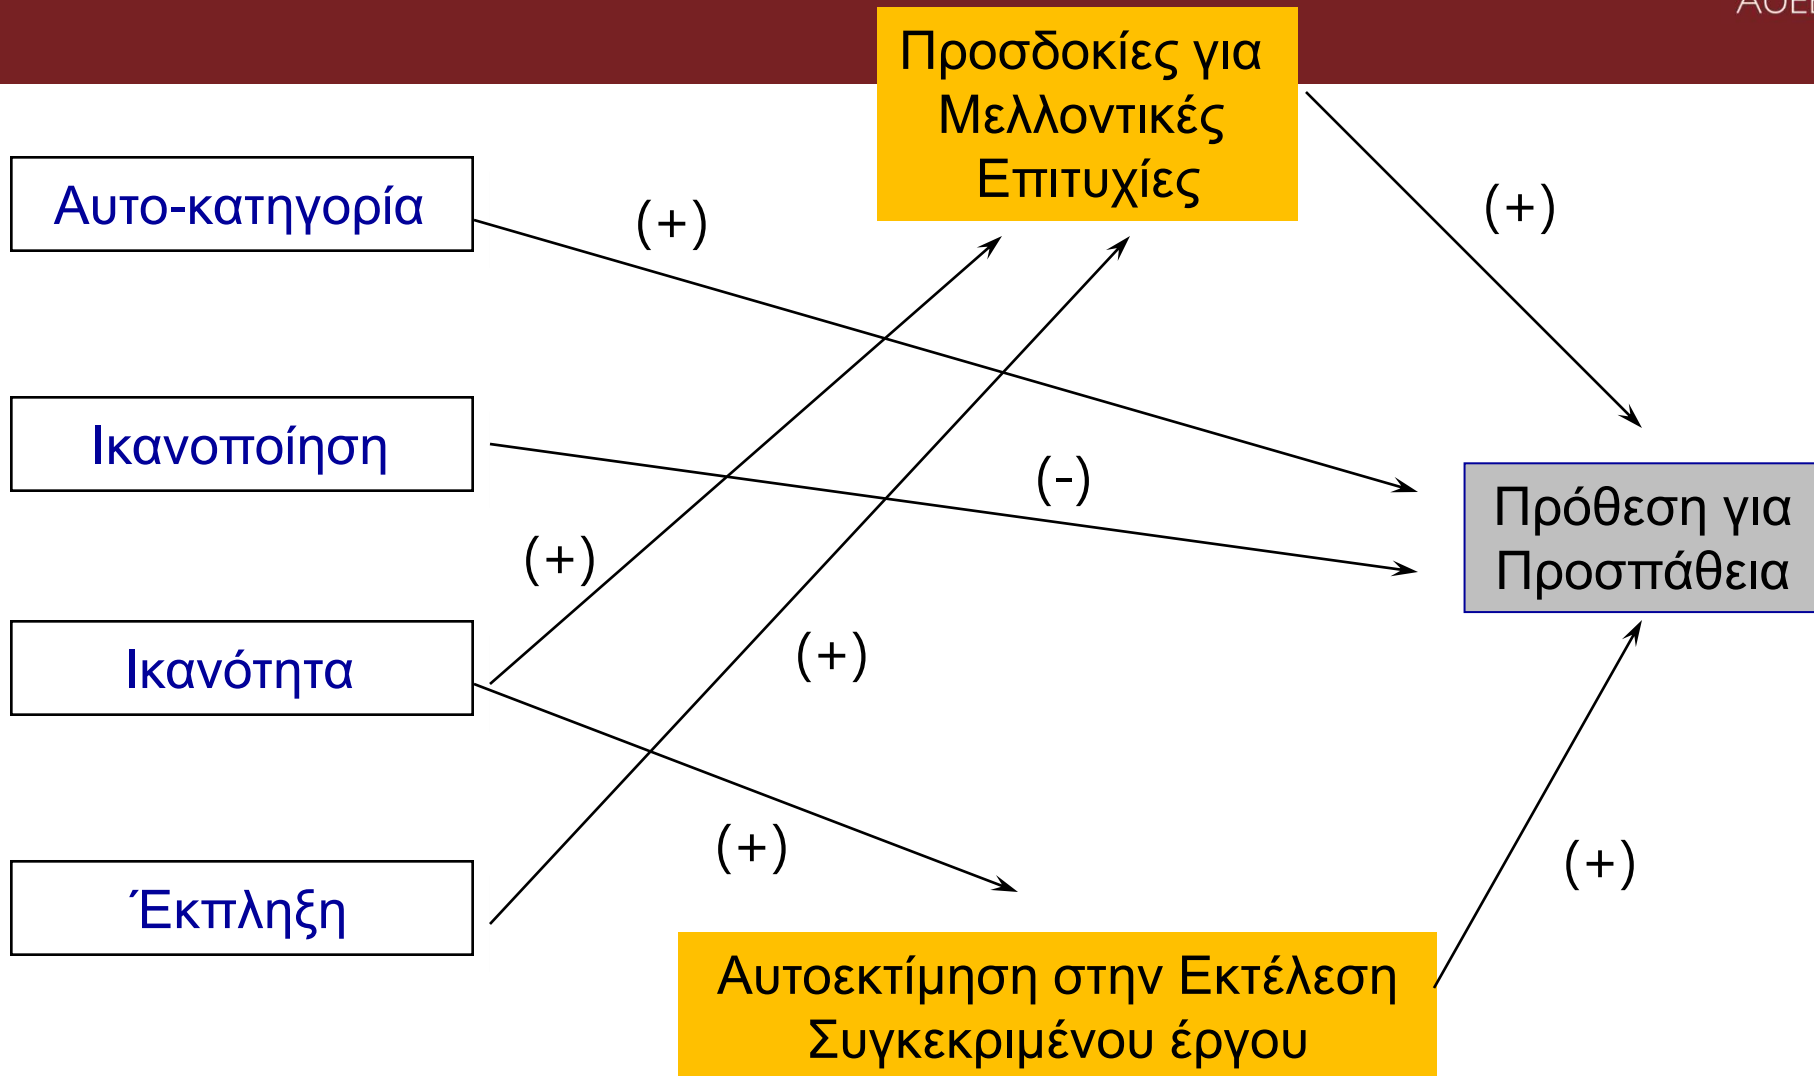 Προσδοκίες για
Μελλοντικές
Επιτυχίες
Αυτο-κατηγορία
(+)
(+)
Ικανοποίηση
(-)
Πρόθεση για
Προσπάθεια
(+)
Ικανότητα
(+)
(+)
(+)
Έκπληξη
Αυτοεκτίμηση στην Εκτέλεση
Συγκεκριμένου έργου